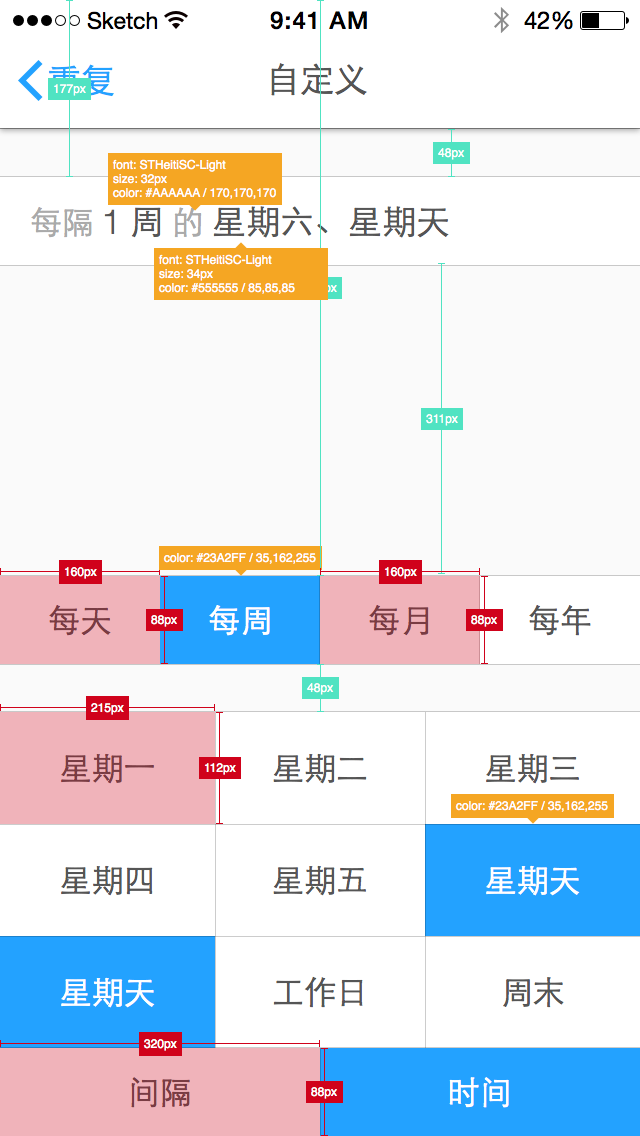 Sketch 9:41 AM 42%
重复 自定义
177px
48px
font: STHeitiSC-Light
size: 32px
color: #AAAAAA / 170,170,170
每隔 1 周 的 星期六、星期天
font: STHeitiSC-Light
size: 34px
color: #555555 / 85,85,85
px
311px
color: #23A2FF / 35,162,255
160px 160px
每天 88px 每周 每月 88px 每年
48px
215px
星期一 112px 星期二 星期三
color: #23A2FF / 35,162,255
星期四 星期五 星期天
星期天 工作日 周末
320px
间隔 88px 时间